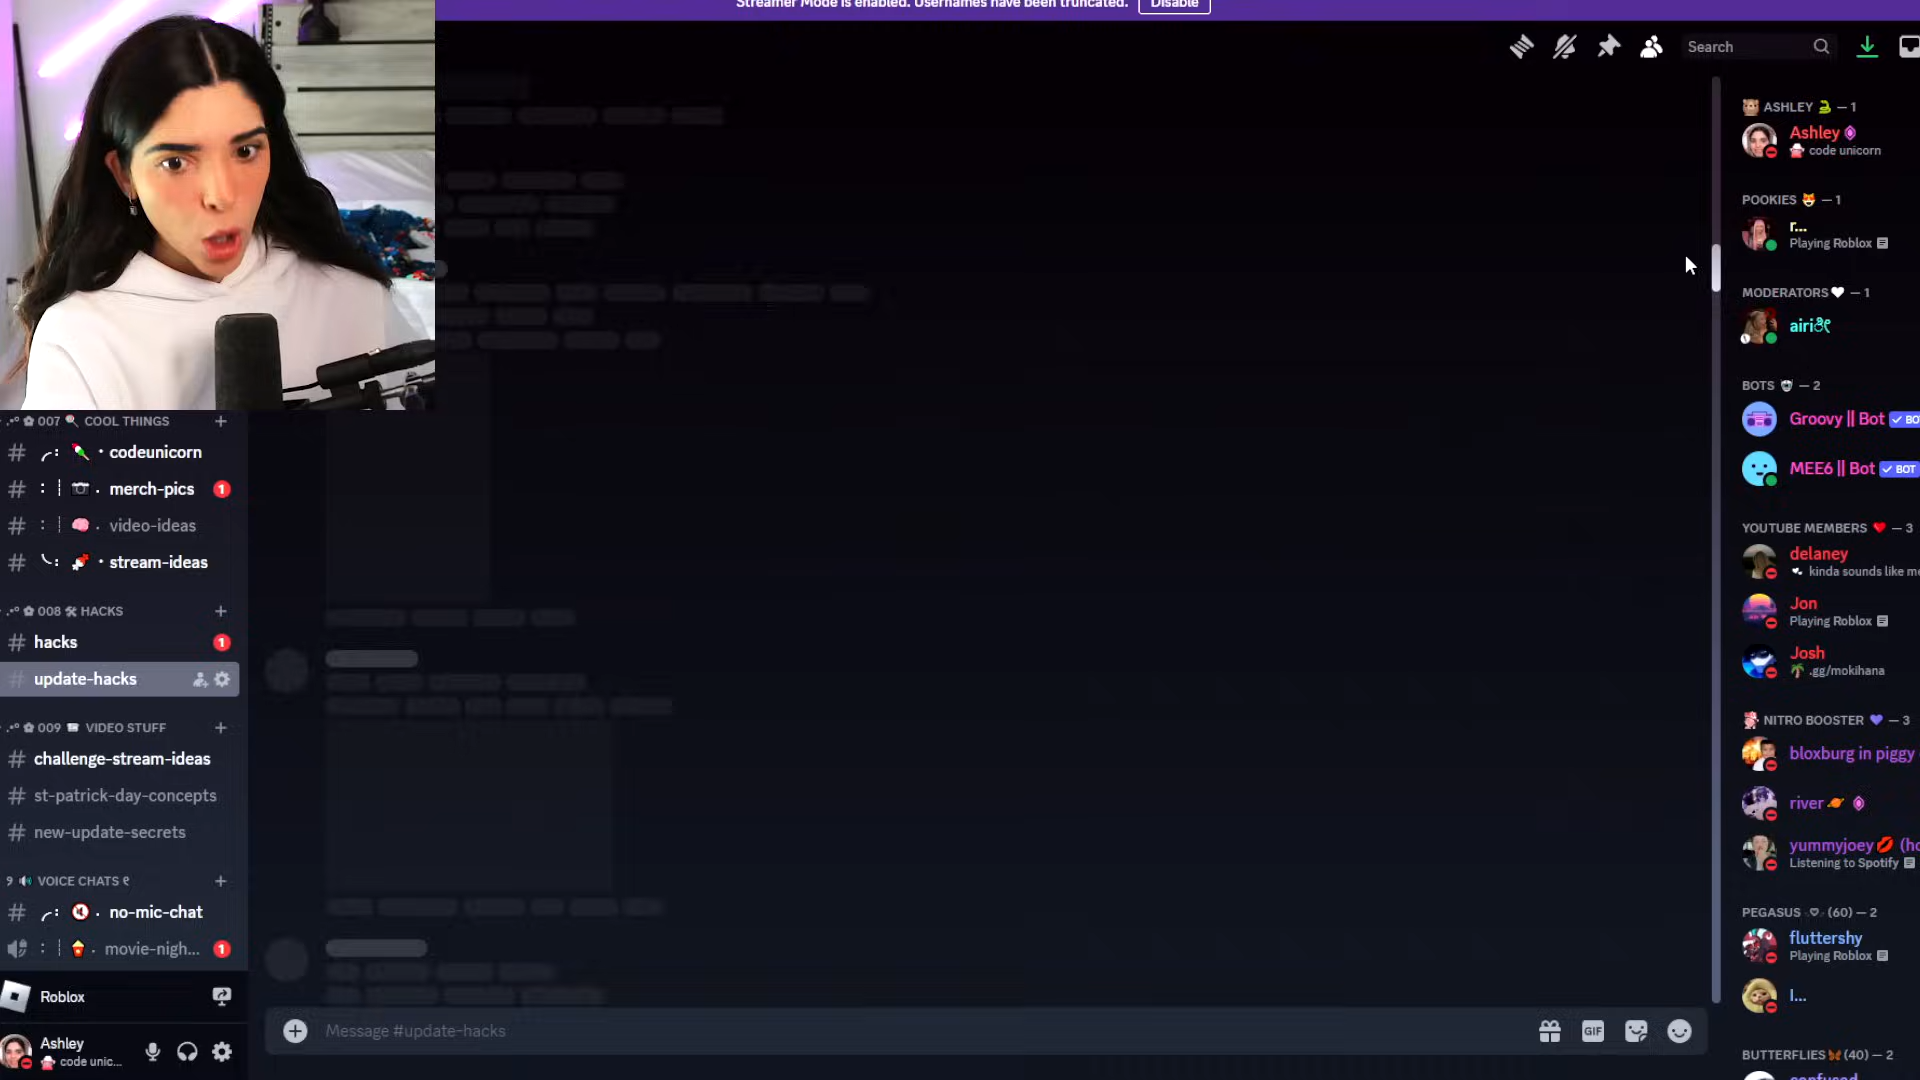 Streamer Mode is enabled. Usernames have been truncated.
Disable
Search
007 COOL THINGS
codeunicorn
merch-pics 1
video-ideas
stream-ideas
008 HACKS
hacks 1
update-hacks
009 VIDEO STUFF
challenge-stream-ideas
st-patrick-day-concepts
new-update-secrets
9 VOICE CHATS
no-mic-chat
movie-nigh... 1
Roblox
Ashley
code unic...
Message #update-hacks
GIF
ASHLEY — 1
Ashley
code unicorn
POOKIES — 1
r...
Playing Roblox
MODERATORS — 1
airi
BOTS — 2
Groovy || Bot BO
MEE6 || Bot BOT
YOUTUBE MEMBERS — 3
delaney
kinda sounds like me
Jon
Playing Roblox
Josh
.gg/mokihana
NITRO BOOSTER — 3
bloxburg in piggy
river
yummyjoey (ho
Listening to Spotify
PEGASUS (60) — 2
fluttershy
Playing Roblox
l...
BUTTERFLIES (40) — 2
confused